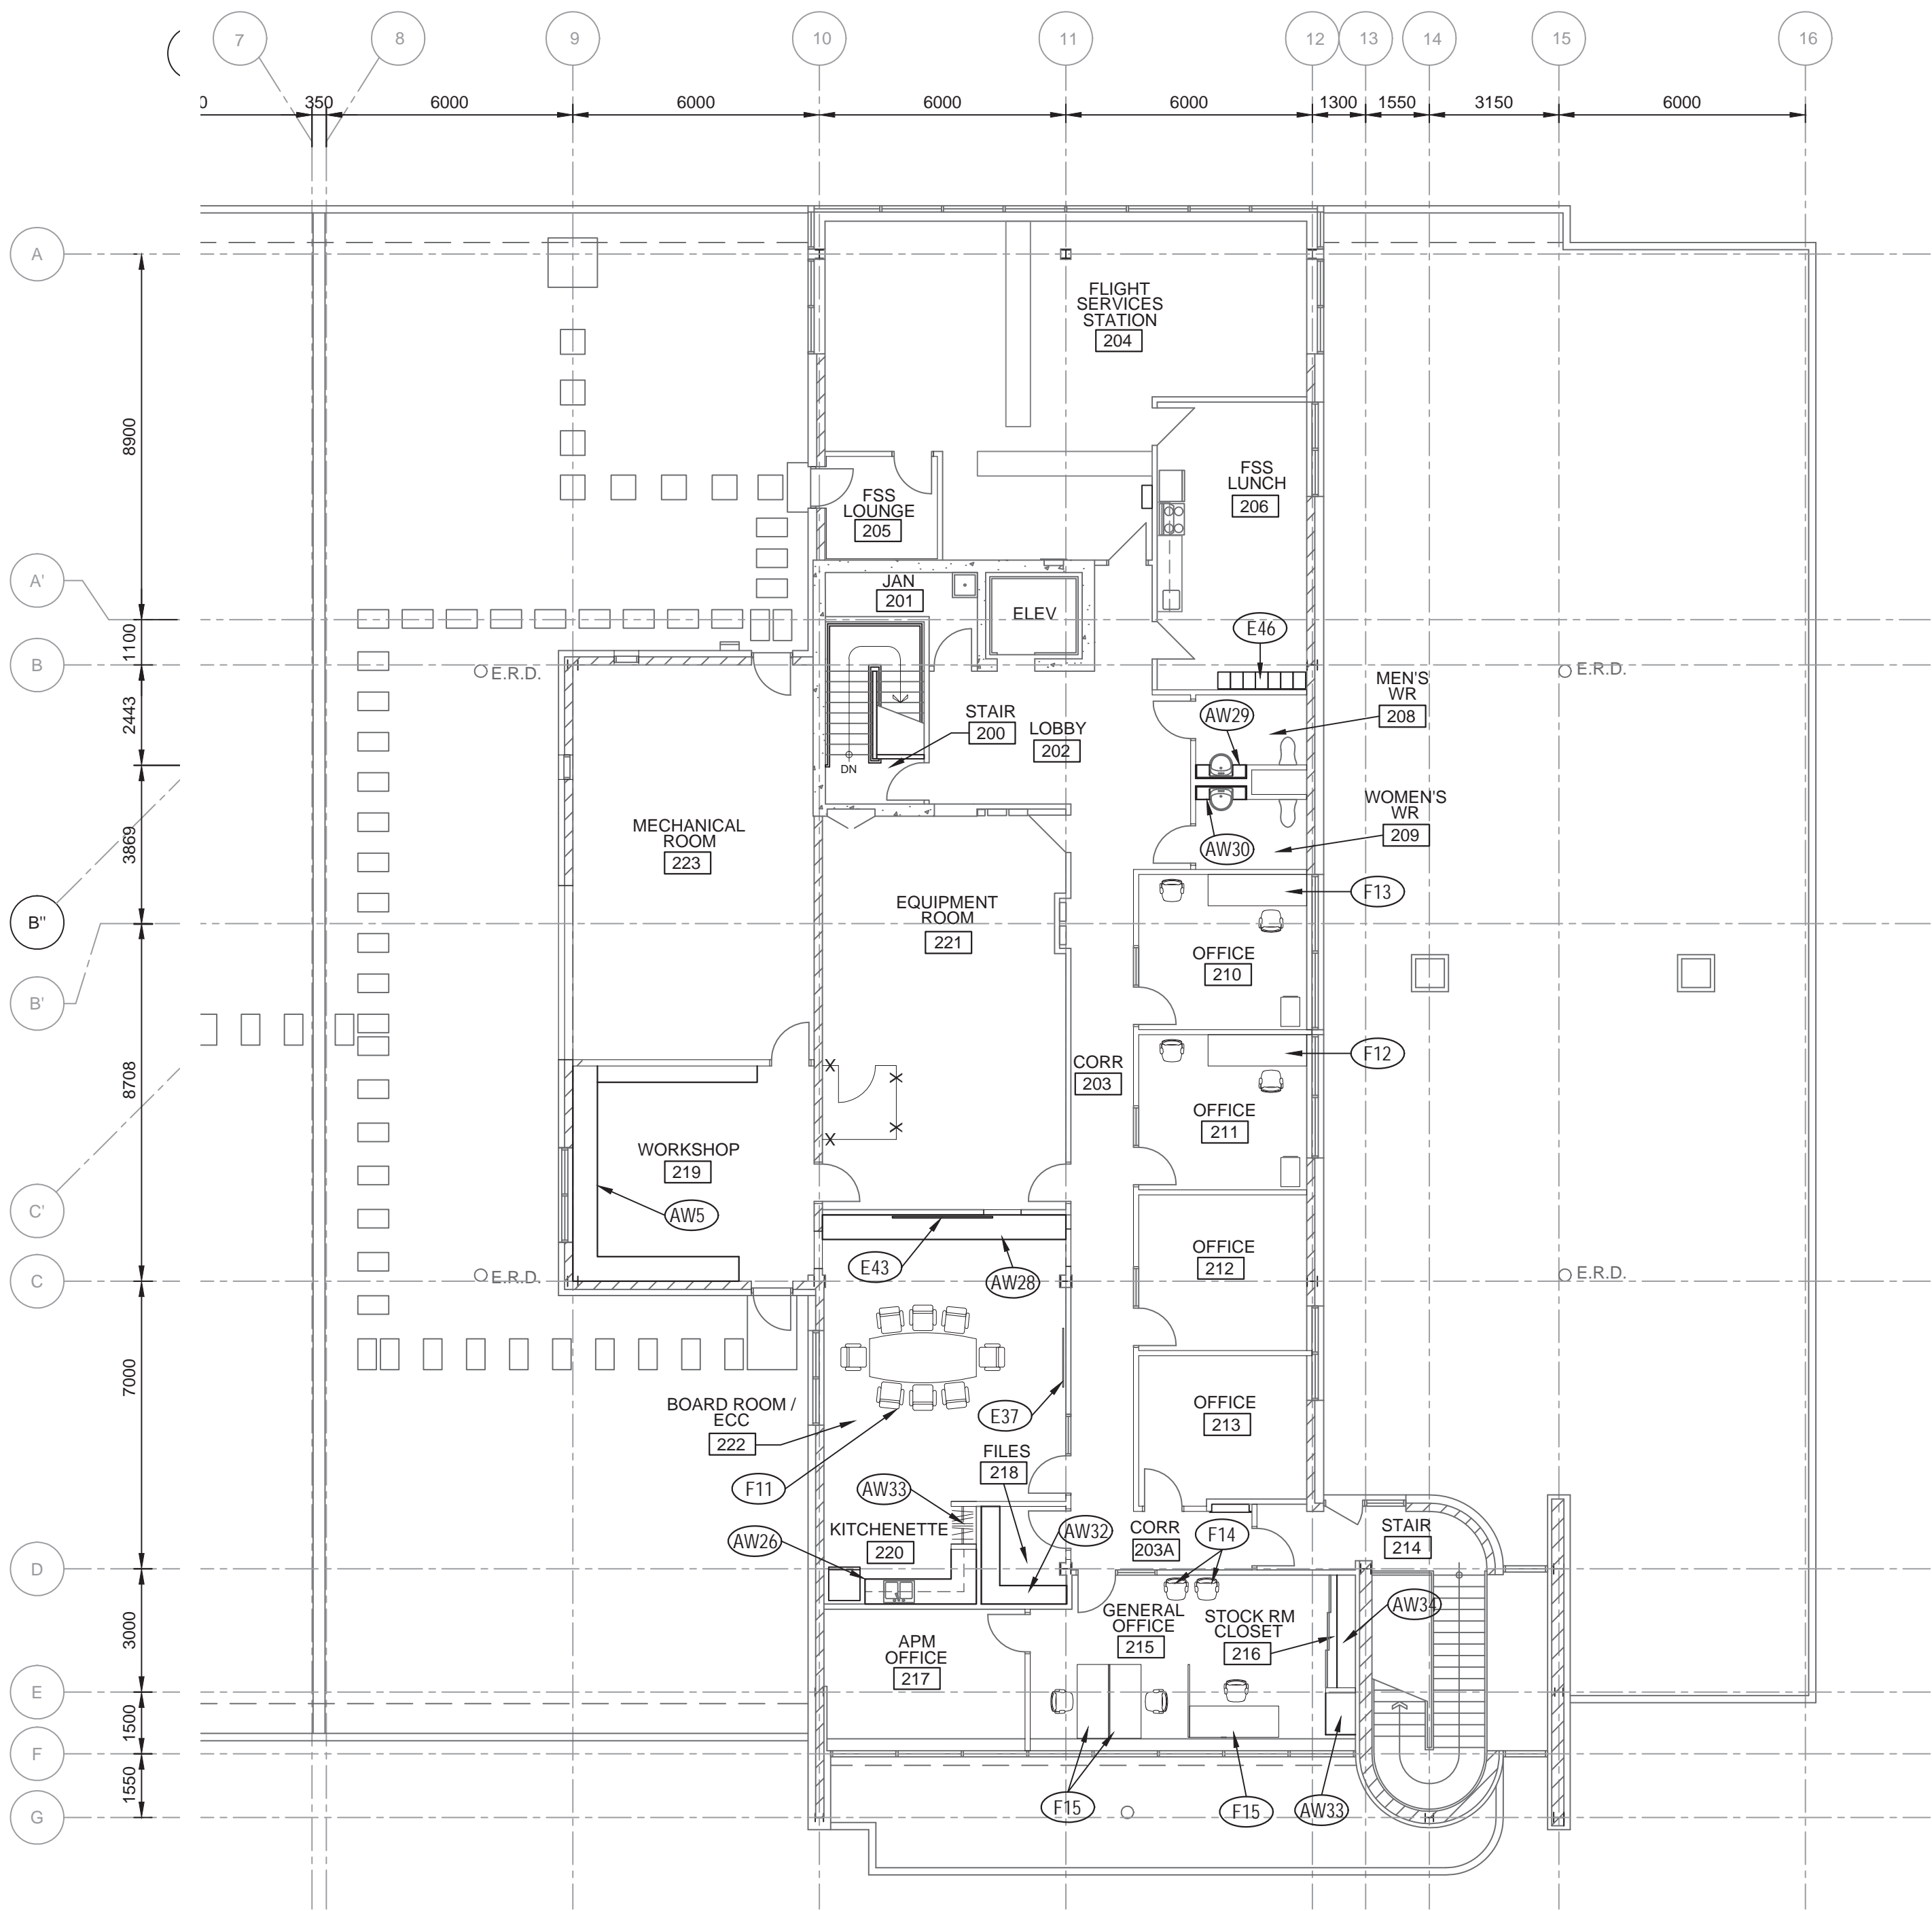 7
8
9
10
11
12
13
14
15
16
350
6000
6000
6000
6000
1300
1550
3150
6000
A
A'
B
B"
B'
C'
C
D
E
F
G
8900
1100
2443
3869
8708
7000
3000
1500
1550
FLIGHT
SERVICES
STATION
204
FSS
LUNCH
206
FSS
LOUNGE
205
JAN
201
ELEV
E46
E.R.D.
E.R.D.
MEN'S
WR
208
AW29
STAIR
200
LOBBY
202
DN
WOMEN'S
WR
209
AW30
MECHANICAL
ROOM
223
F13
EQUIPMENT
ROOM
221
OFFICE
210
F12
CORR
203
OFFICE
211
WORKSHOP
219
AW5
OFFICE
212
E43
AW28
E.R.D.
E.R.D.
BOARD ROOM /
ECC
222
E37
OFFICE
213
FILES
218
F11
AW33
KITCHENETTE
220
AW26
AW32
CORR
203A
F14
STAIR
214
GENERAL
OFFICE
215
STOCK RM
CLOSET
216
AW34
APM
OFFICE
217
F15
F15
AW33